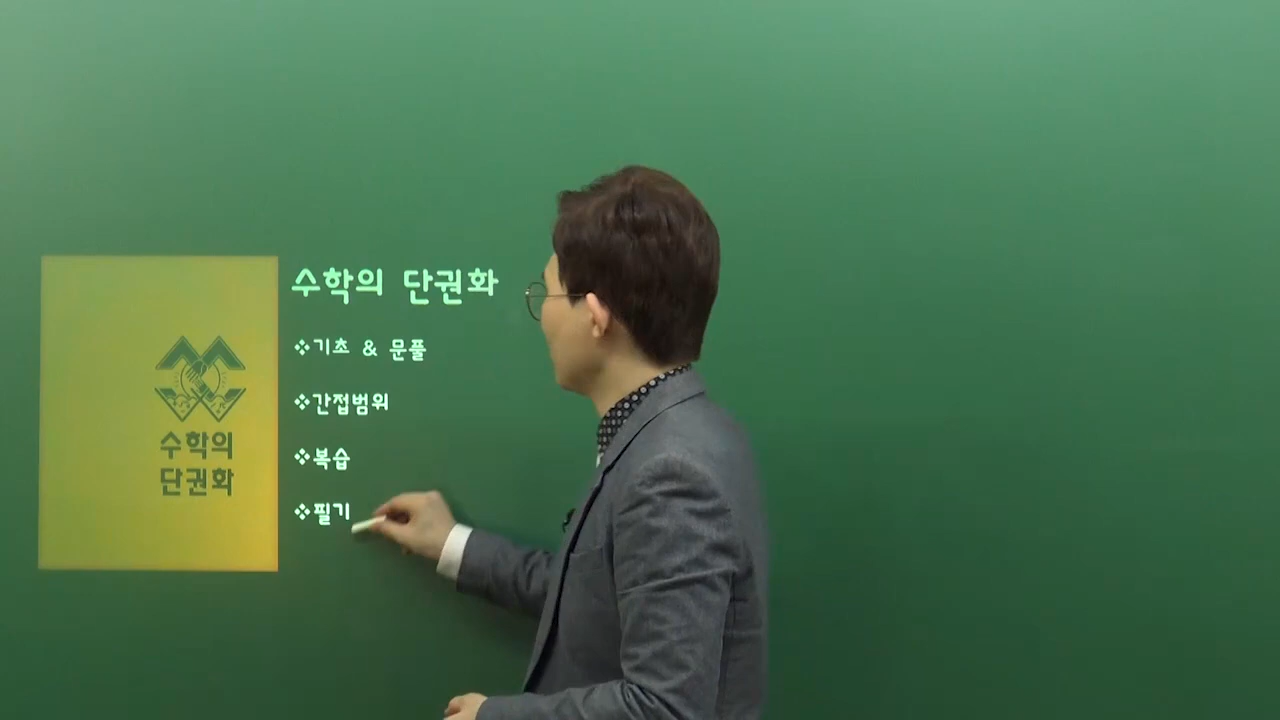 수학의
단권화
수학의 단권화
❖기초 & 문풀
❖간접범위
❖복습
❖필기